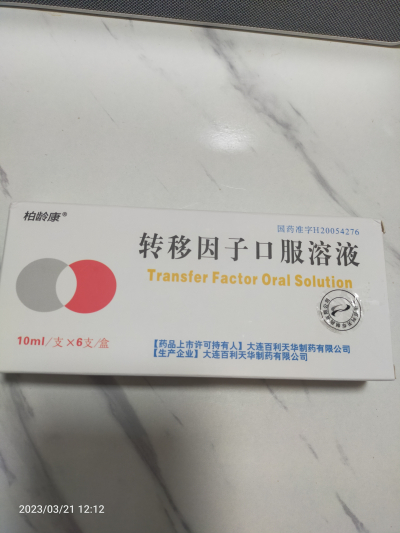 柏龄康®
国药准字H20054276
转移因子口服溶液
Transfer Factor Oral Solution
10ml/支×6支/盒
【药品上市许可持有人】大连百利天华制药有限公司
【生产企业】大连百利天华制药有限公司
2023/03/21 12:12